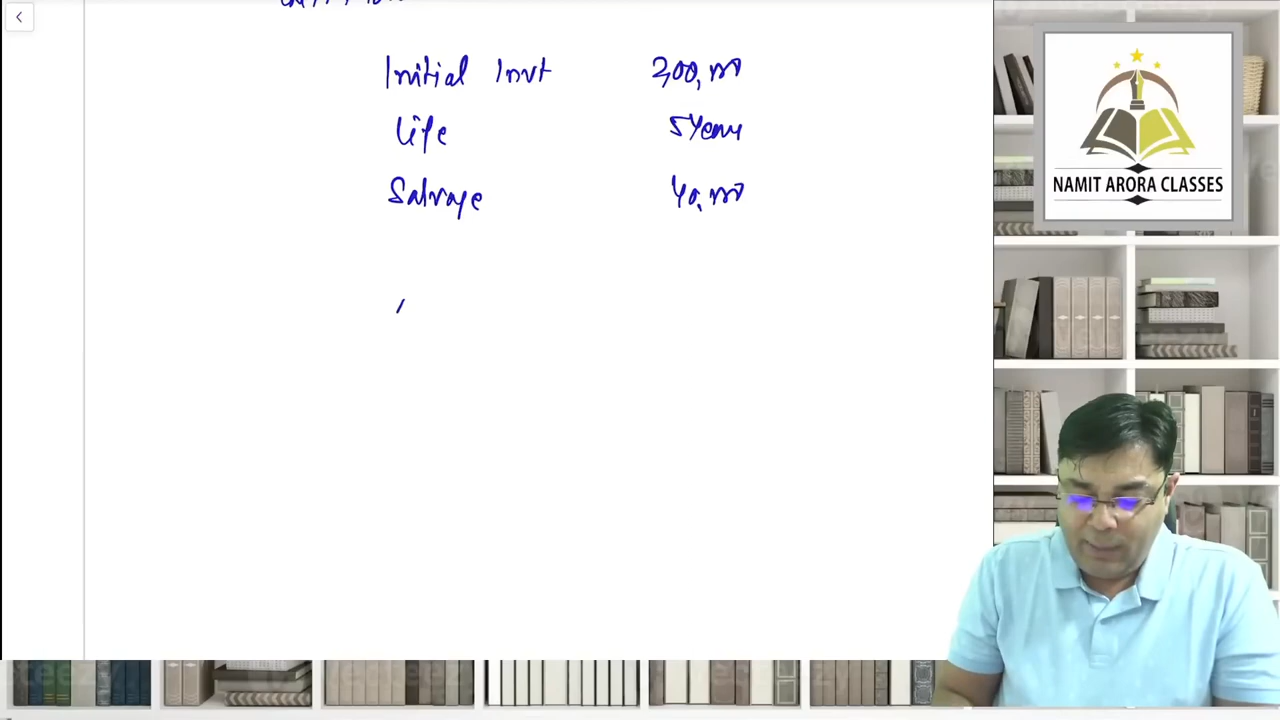 Initial Invt 200,000
Life 5 Years
Salvage 40,000
NAMIT ARORA CLASSES